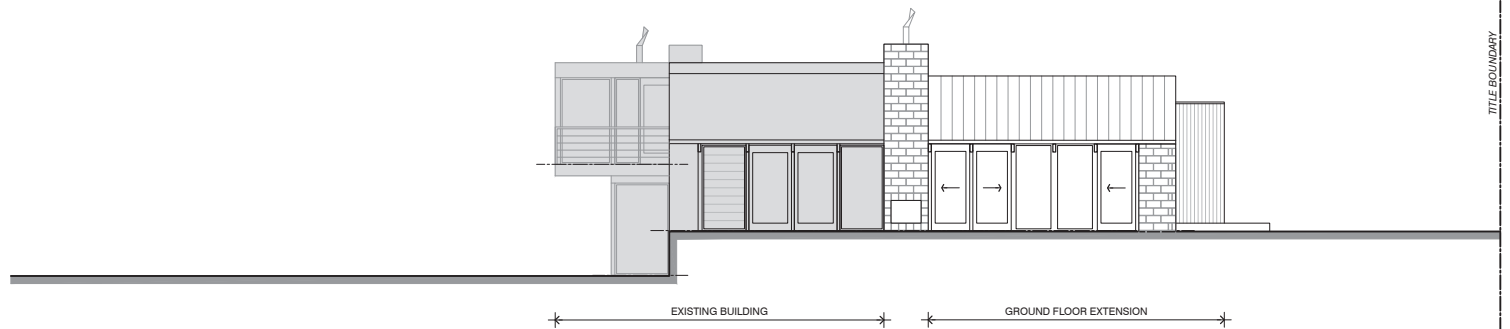 TITLE BOUNDARY
EXISTING BUILDING
GROUND FLOOR EXTENSION